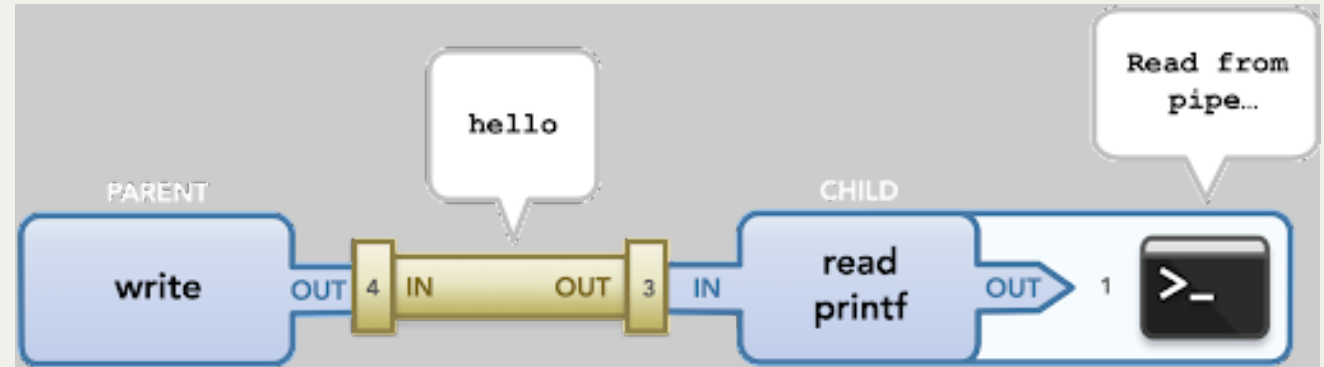 Read from
pipe…
hello
PARENT
CHILD
write
OUT
4
IN
OUT
3
IN
read
printf
OUT
1
>_